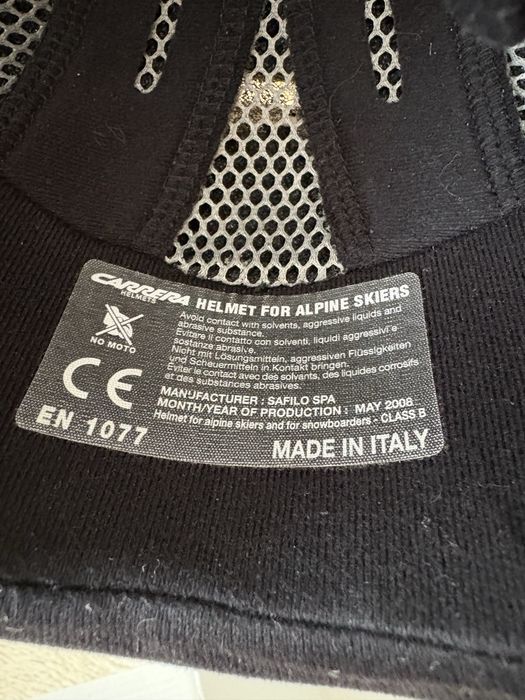 CARRERA
HELMETS
HELMET FOR ALPINE SKIERS
Avoid contact with solvents, aggressive liquids and
abrasive substance.
Evitare il contatto con solventi, liquidi aggressivi e
sostanze abrasive.
Nicht mit Lösungsmitteln, aggressiven Flüssigkeiten
und Scheuermitteln in Kontakt bringen.
Eviter le contact avec des solvants, des liquides corrosifs
et des substances abrasives.
NO MOTO
CE
EN 1077
MANUFACTURER : SAFILO SPA
MONTH/YEAR OF PRODUCTION : MAY 2008
Helmet for alpine skiers and for snowboarders - CLASS B
MADE IN ITALY